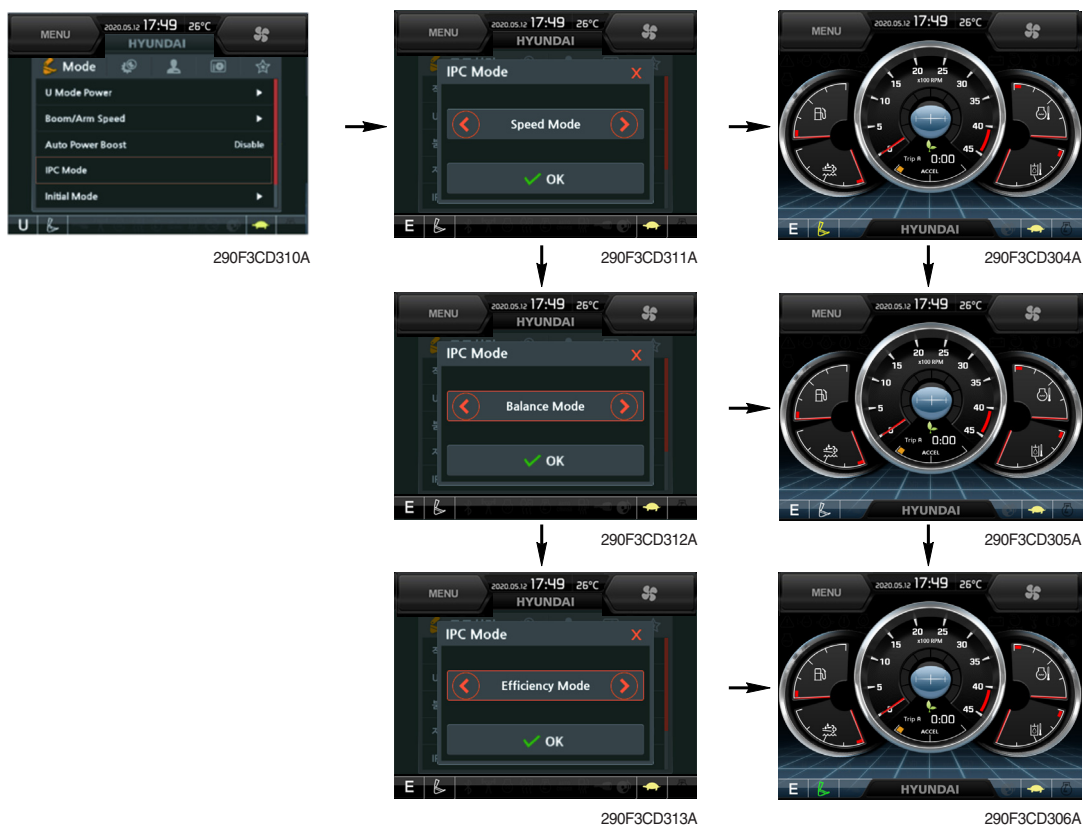 MENU
2020.05.12 17:49 26°C
HYUNDAI
Mode
U Mode Power
Boom/Arm Speed
Auto Power Boost Disable
IPC Mode
Initial Mode
U
290F3CD310A
MENU
2020.05.12 17:49 26°C
HYUNDAI
IPC Mode X
Speed Mode
OK
E
290F3CD311A
MENU
2020.05.12 17:49 26°C
0 5 10 15 20 25 30 35 40 45
x100 RPM
Trip A 0:00
ACCEL
E HYUNDAI
290F3CD304A
MENU
2020.05.12 17:49 26°C
HYUNDAI
IPC Mode X
Balance Mode
OK
E
290F3CD312A
MENU
2020.05.12 17:49 26°C
0 5 10 15 20 25 30 35 40 45
x100 RPM
Trip A 0:00
ACCEL
E HYUNDAI
290F3CD305A
MENU
2020.05.12 17:49 26°C
HYUNDAI
IPC Mode X
Efficiency Mode
OK
E
290F3CD313A
MENU
2020.05.12 17:49 26°C
0 5 10 15 20 25 30 35 40 45
x100 RPM
Trip A 0:00
ACCEL
E HYUNDAI
290F3CD306A